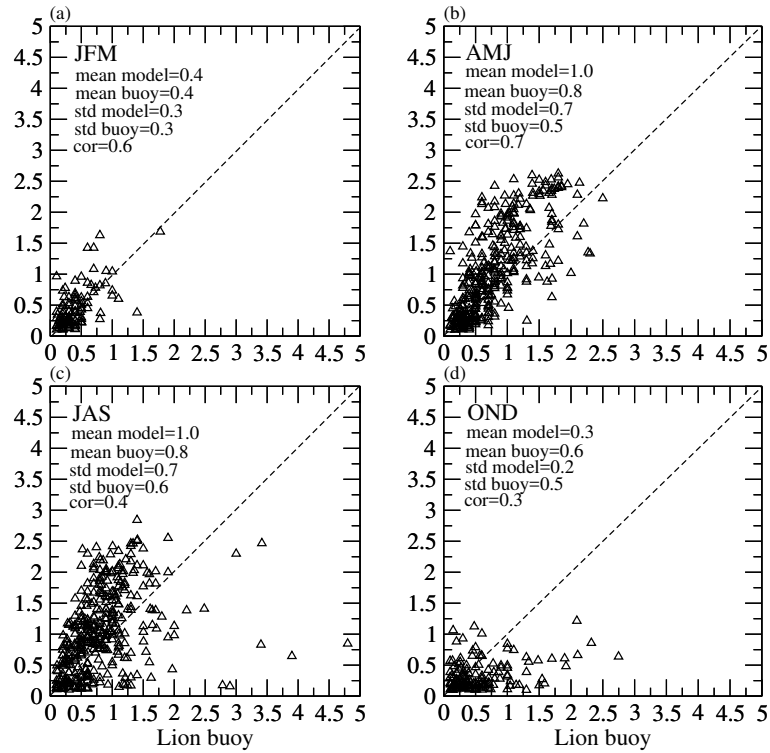 (a)
JFM
mean model=0.4
mean buoy=0.4
std model=0.3
std buoy=0.3
cor=0.6
5
4.5
4
3.5
3
2.5
2
1.5
1
0.5
0
0 0.5 1 1.5 2 2.5 3 3.5 4 4.5 5
(b)
AMJ
mean model=1.0
mean buoy=0.8
std model=0.7
std buoy=0.5
cor=0.7
5
4.5
4
3.5
3
2.5
2
1.5
1
0.5
0
0 0.5 1 1.5 2 2.5 3 3.5 4 4.5 5
(c)
JAS
mean model=1.0
mean buoy=0.8
std model=0.7
std buoy=0.6
cor=0.4
5
4.5
4
3.5
3
2.5
2
1.5
1
0.5
0
0 0.5 1 1.5 2 2.5 3 3.5 4 4.5 5
Lion buoy
(d)
OND
mean model=0.3
mean buoy=0.6
std model=0.2
std buoy=0.5
cor=0.3
5
4.5
4
3.5
3
2.5
2
1.5
1
0.5
0
0 0.5 1 1.5 2 2.5 3 3.5 4 4.5 5
Lion buoy